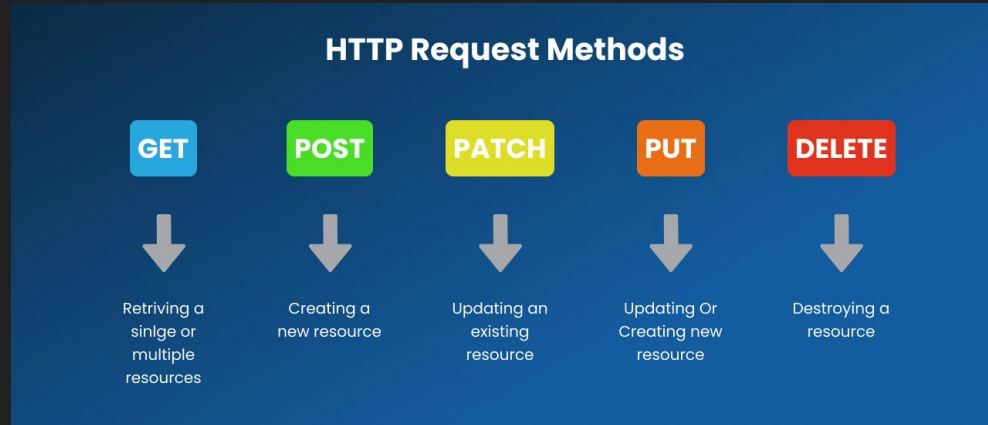 HTTP Request Methods
GET
POST
PATCH
PUT
DELETE
Retriving a
sinlge or
multiple
resources
Creating a
new resource
Updating an
existing
resource
Updating Or
Creating new
resource
Destroying a
resource